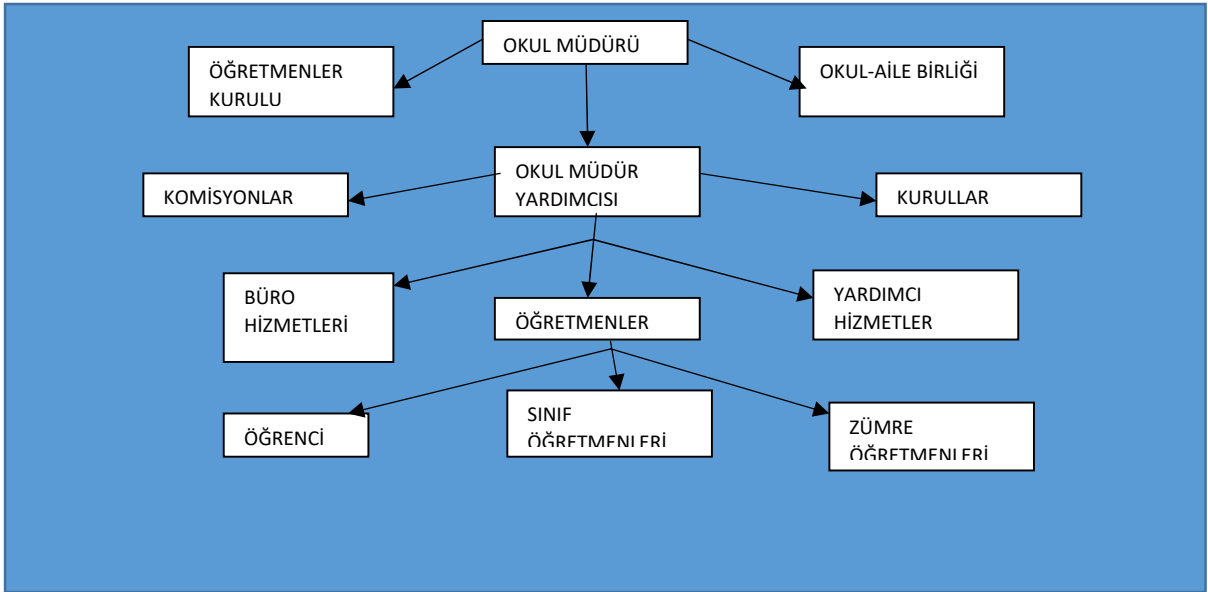 OKUL MÜDÜRÜ
ÖĞRETMENLER
KURULU
OKUL-AİLE BİRLİĞİ
OKUL MÜDÜR
YARDIMCISI
KOMİSYONLAR
KURULLAR
BÜRO
HİZMETLERİ
ÖĞRETMENLER
YARDIMCI
HİZMETLER
ÖĞRENCİ
SINIF
ÖĞRETMENLERİ
ZÜMRE
ÖĞRETMENLERİ